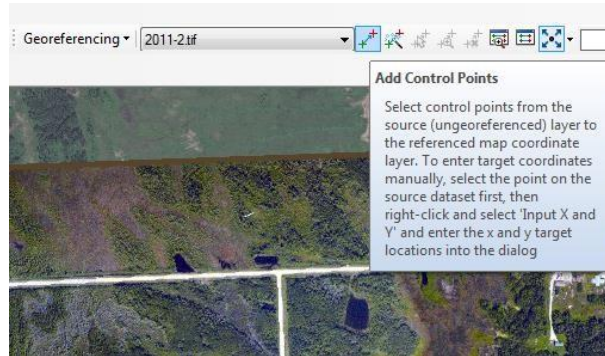 Georeferencing
2011-2.tif
Add Control Points
Select control points from the
source (ungeoreferenced) layer to
the referenced map coordinate
layer. To enter target coordinates
manually, select the point on the
source dataset first, then
right-click and select 'Input X and
Y' and enter the x and y target
locations into the dialog